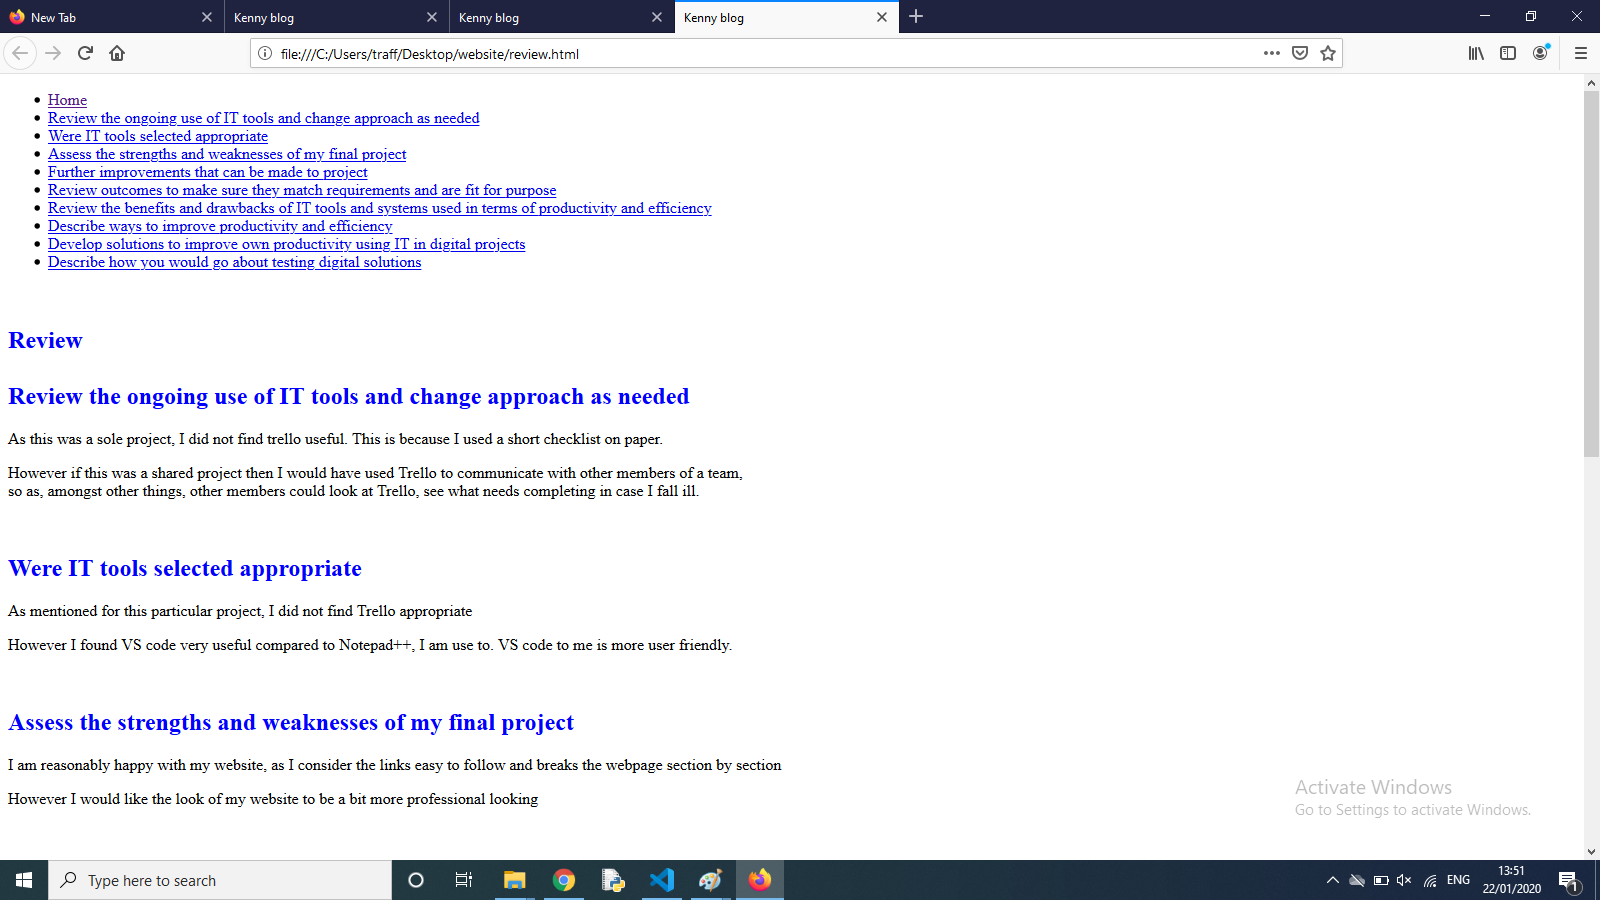 New Tab
Kenny blog
Kenny blog
Kenny blog
file:///C:/Users/traff/Desktop/website/review.html
Home
Review the ongoing use of IT tools and change approach as needed
Were IT tools selected appropriate
Assess the strengths and weaknesses of my final project
Further improvements that can be made to project
Review outcomes to make sure they match requirements and are fit for purpose
Review the benefits and drawbacks of IT tools and systems used in terms of productivity and efficiency
Describe ways to improve productivity and efficiency
Develop solutions to improve own productivity using IT in digital projects
Describe how you would go about testing digital solutions
Review
Review the ongoing use of IT tools and change approach as needed
As this was a sole project, I did not find trello useful. This is because I used a short checklist on paper.
However if this was a shared project then I would have used Trello to communicate with other members of a team,
so as, amongst other things, other members could look at Trello, see what needs completing in case I fall ill.
Were IT tools selected appropriate
As mentioned for this particular project, I did not find Trello appropriate
However I found VS code very useful compared to Notepad++, I am use to. VS code to me is more user friendly.
Assess the strengths and weaknesses of my final project
I am reasonably happy with my website, as I consider the links easy to follow and breaks the webpage section by section
However I would like the look of my website to be a bit more professional looking
Activate Windows
Go to Settings to activate Windows.
Type here to search
ENG
13:51
22/01/2020
1